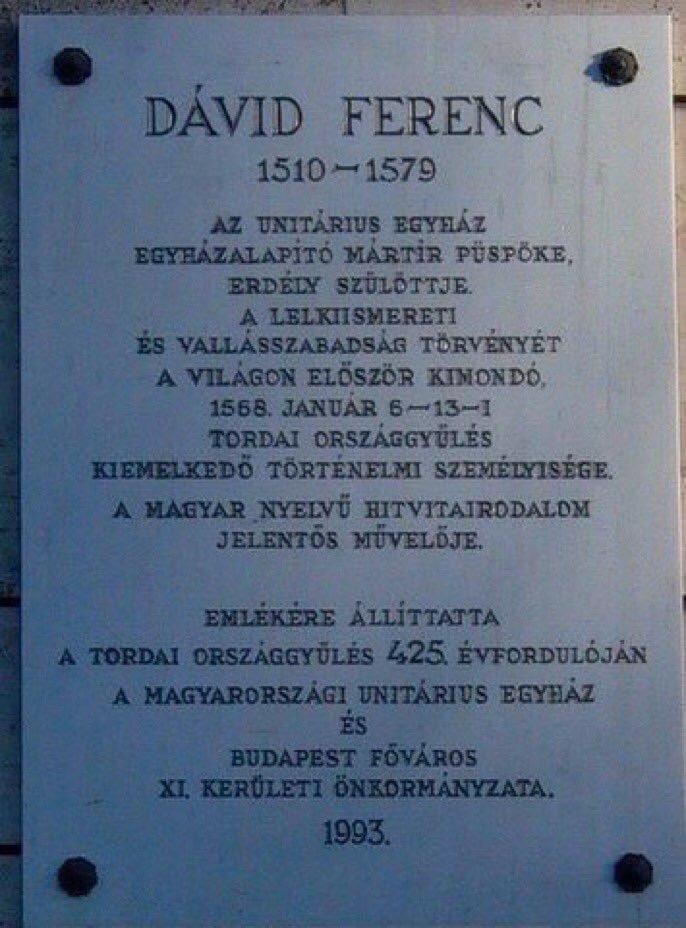 DÁVID FERENC
1510–1579
AZ UNITÁRIUS EGYHÁZ
EGYHÁZALAPÍTÓ MÁRTÍR PÜSPÖKE,
ERDÉLY SZÜLÖTTJE.
A LELKIISMERETI
ÉS VALLÁSSZABADSÁG TÖRVÉNYÉT
A VILÁGON ELŐSZÖR KIMONDÓ,
1568. JANUÁR 6–13–I
TORDAI ORSZÁGGYŰLÉS
KIEMELKEDŐ TÖRTÉNELMI SZEMÉLYISÉGE.
A MAGYAR NYELVŰ HITVITAIRODALOM
JELENTŐS MŰVELŐJE.
EMLÉKÉRE ÁLLÍTTATTA
A TORDAI ORSZÁGGYŰLÉS 425. ÉVFORDULÓJÁN
A MAGYARORSZÁGI UNITÁRIUS EGYHÁZ
ÉS
BUDAPEST FŐVÁROS
XI. KERÜLETI ÖNKORMÁNYZATA.
1993.